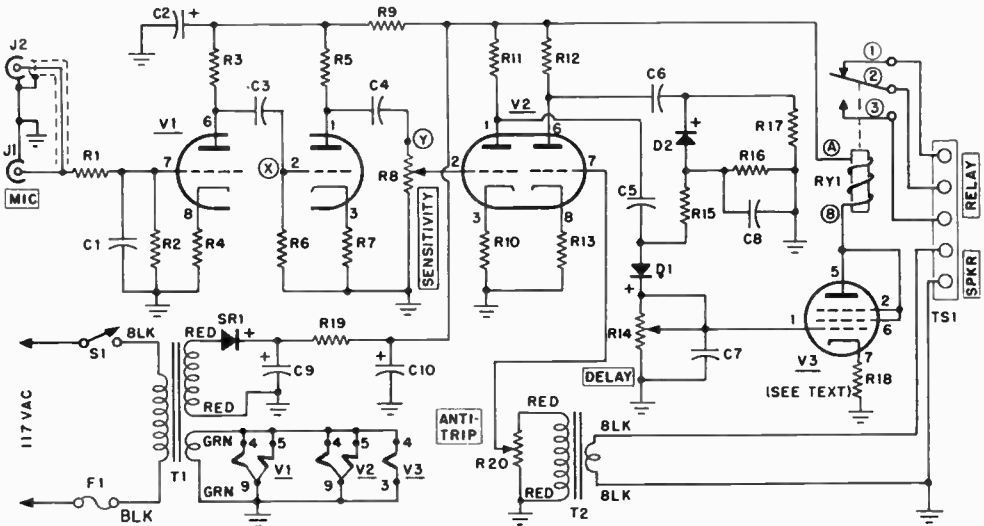 C2 +
R9
J2
R3
R5
R11
R12
1
2
3
C3
C4
C6
V1
6
1
V2
1
6
D2
R17
A
J1
R1
7
X
2
Y
R8
2
7
R16
RY1
MIC
8
3
3
8
C5
R15
C8
B
RELAY
C1
R2
R4
R6
R7
SENSITIVITY
R10
R13
D1
+
5
2
SPKR
TS1
R14
1
6
S1
BLK
RED
SR1
+
R19
C7
V3
7
(SEE TEXT)
R18
+
C9
+
C10
DELAY
117 VAC
RED
ANTI-
TRIP
RED
BLK
GRN
4
5
4
5
4
R20
T1
V1
V2
V3
F1
GRN
9
9
3
RED
BLK
BLK
T2